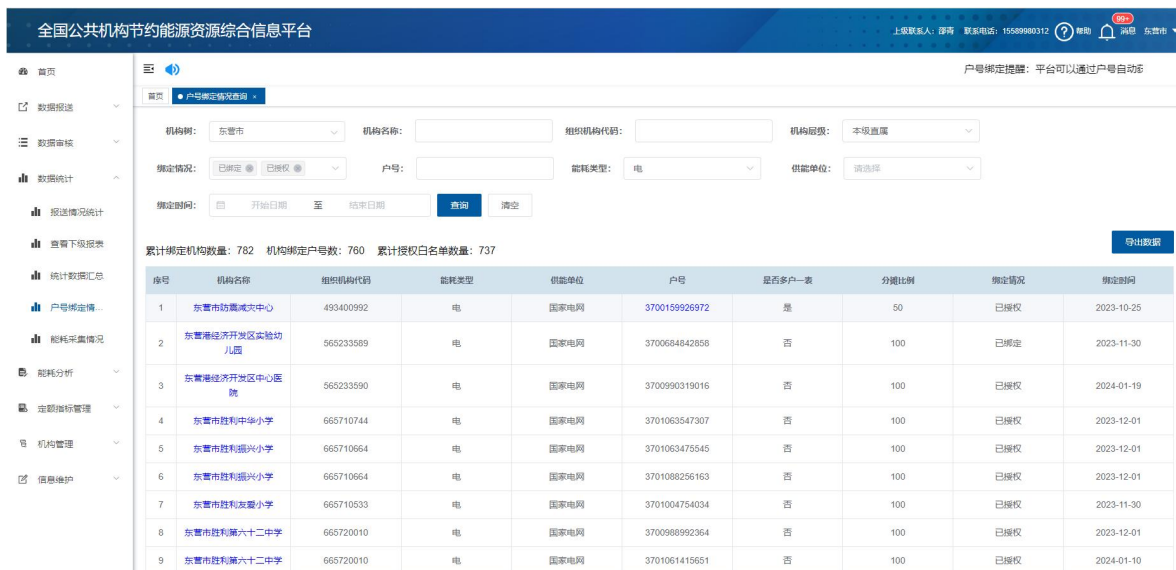 全国公共机构节约能源资源综合信息平台
上级联系人：邵青 联系电话：15589980312 帮助 99+ 消息 东营市
首页
户号绑定提醒：平台可以通过户号自动获
数据报送
首页 户号绑定情况查询 ×
数据审核
机构树： 东营市 机构名称： 组织机构代码： 机构层级： 本级直属
数据统计
绑定情况： 已绑定 已授权 户号： 能耗类型： 电 供能单位： 请选择
报送情况统计
绑定时间： 开始日期 至 结束日期 查询 清空
查看下级报表
累计绑定机构数量：782 机构绑定户号数：760 累计授权白名单数量：737 导出数据
统计数据汇总
户号绑定情...
能耗采集情况
能耗分析
定额指标管理
机构管理
信息维护
序号 机构名称 组织机构代码 能耗类型 供能单位 户号 是否多户一表 分摊比例 绑定情况 绑定时间
1 东营市防震减灾中心 493400992 电 国家电网 3700159926972 是 50 已授权 2023-10-25
2 东营港经济开发区实验幼儿园 565233589 电 国家电网 3700684842858 否 100 已绑定 2023-11-30
3 东营港经济开发区中心医院 565233590 电 国家电网 3700990319016 否 100 已授权 2024-01-19
4 东营市胜利中华小学 665710744 电 国家电网 3701063547307 否 100 已授权 2023-12-01
5 东营市胜利振兴小学 665710664 电 国家电网 3701063475545 否 100 已授权 2023-12-01
6 东营市胜利振兴小学 665710664 电 国家电网 3701088256163 否 100 已授权 2023-12-01
7 东营市胜利友爱小学 665710533 电 国家电网 3701004754034 否 100 已授权 2023-11-30
8 东营市胜利第六十二中学 665720010 电 国家电网 3700988992364 否 100 已授权 2023-12-01
9 东营市胜利第六十二中学 665720010 电 国家电网 3701061415651 否 100 已授权 2024-01-10